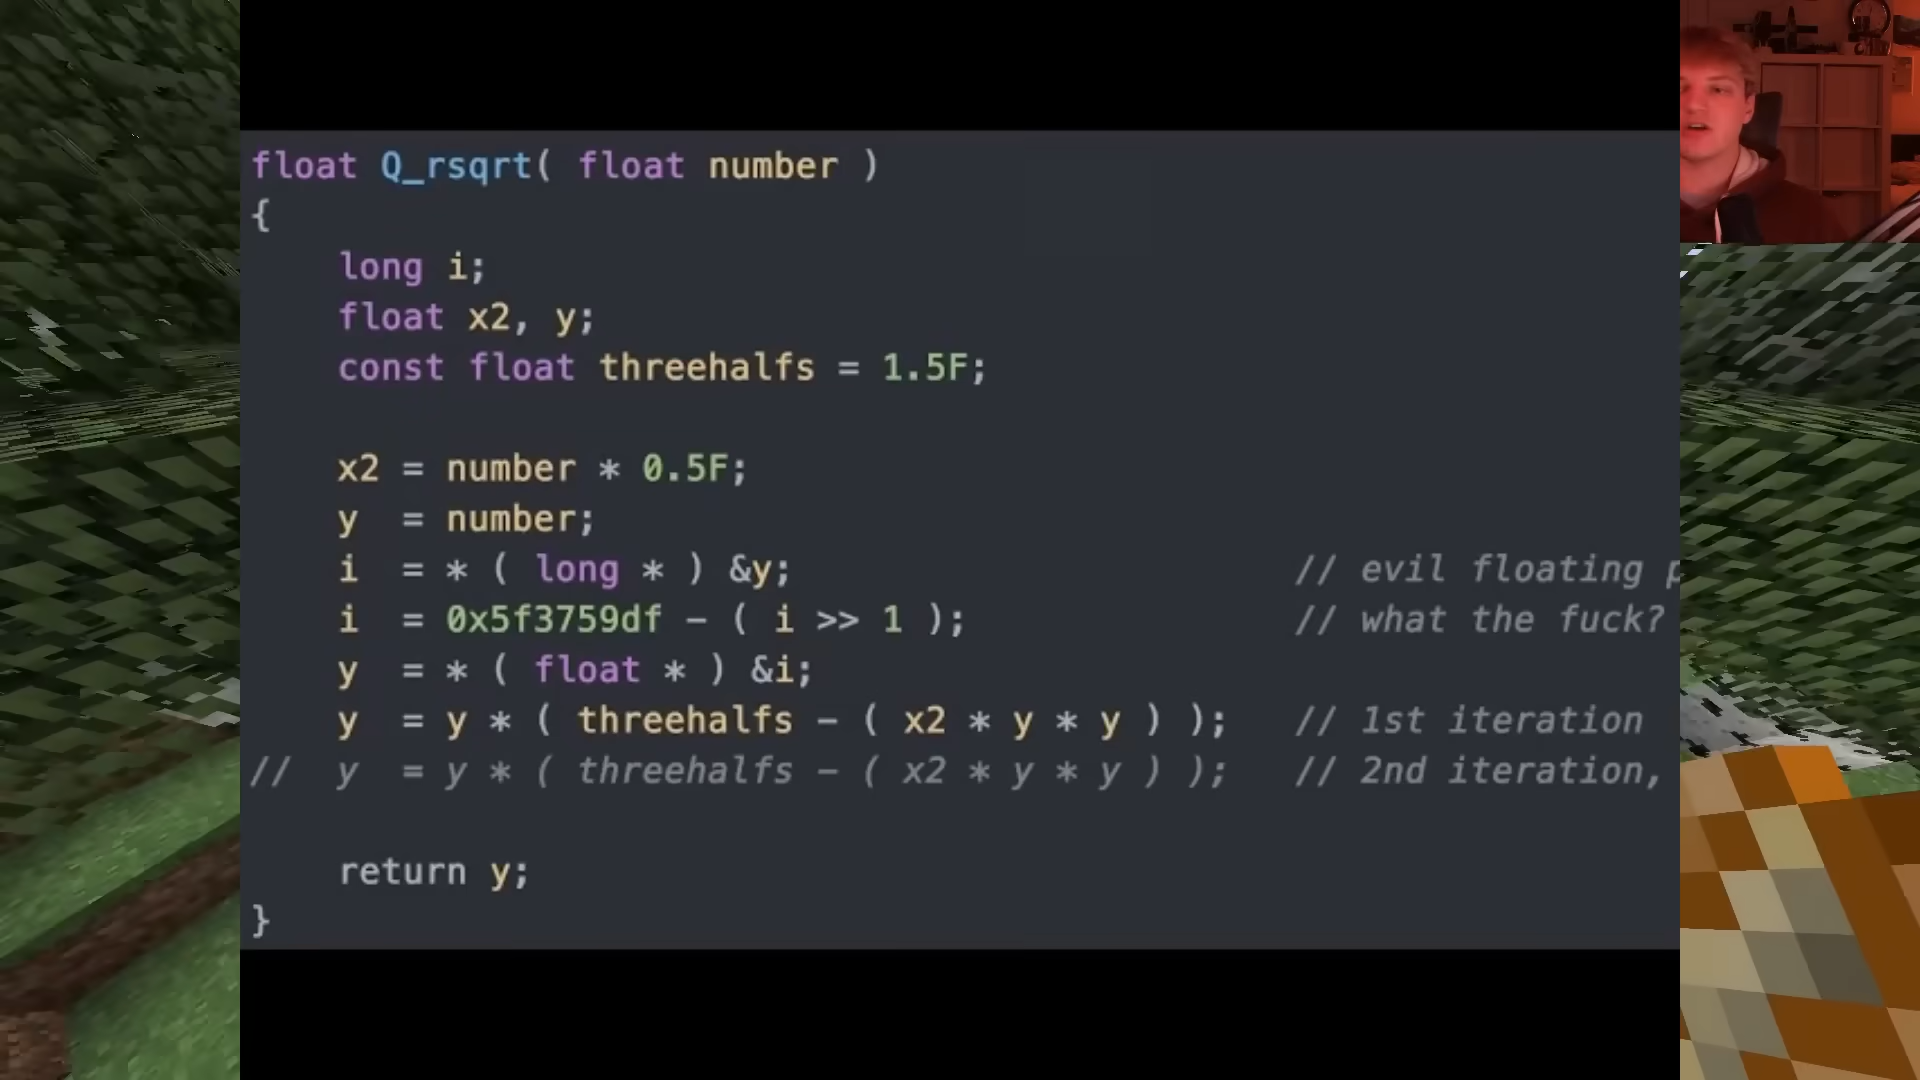 float Q_rsqrt( float number )
{
long i;
float x2, y;
const float threehalfs = 1.5F;
x2 = number * 0.5F;
y = number;
i = * ( long * ) &y; // evil floating
i = 0x5f3759df - ( i >> 1 ); // what the fuck?
y = * ( float * ) &i;
y = y * ( threehalfs - ( x2 * y * y ) ); // 1st iteration
// y = y * ( threehalfs - ( x2 * y * y ) ); // 2nd iteration,
return y;
}